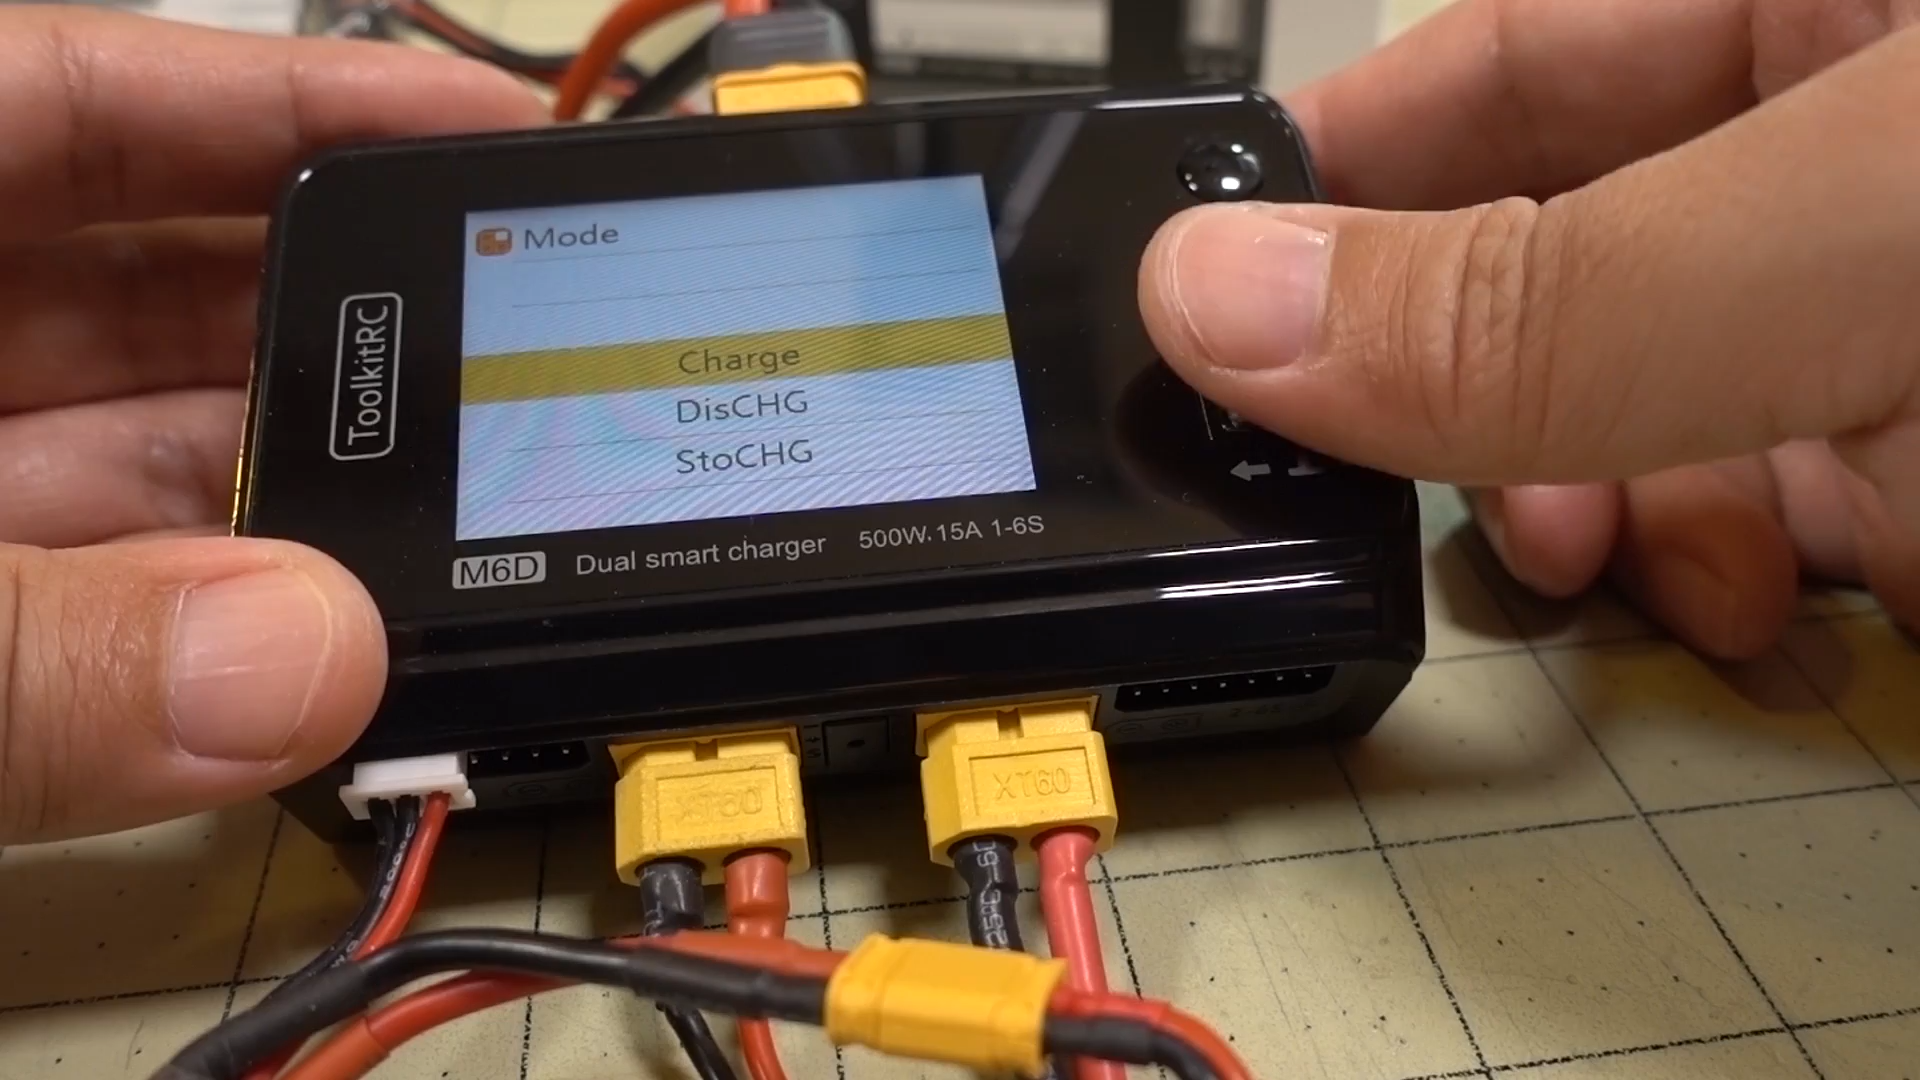 Mode
Charge
DisCHG
StoCHG
ToolkitRC
M6D Dual smart charger 500W.15A 1-6S
XT60
XT60